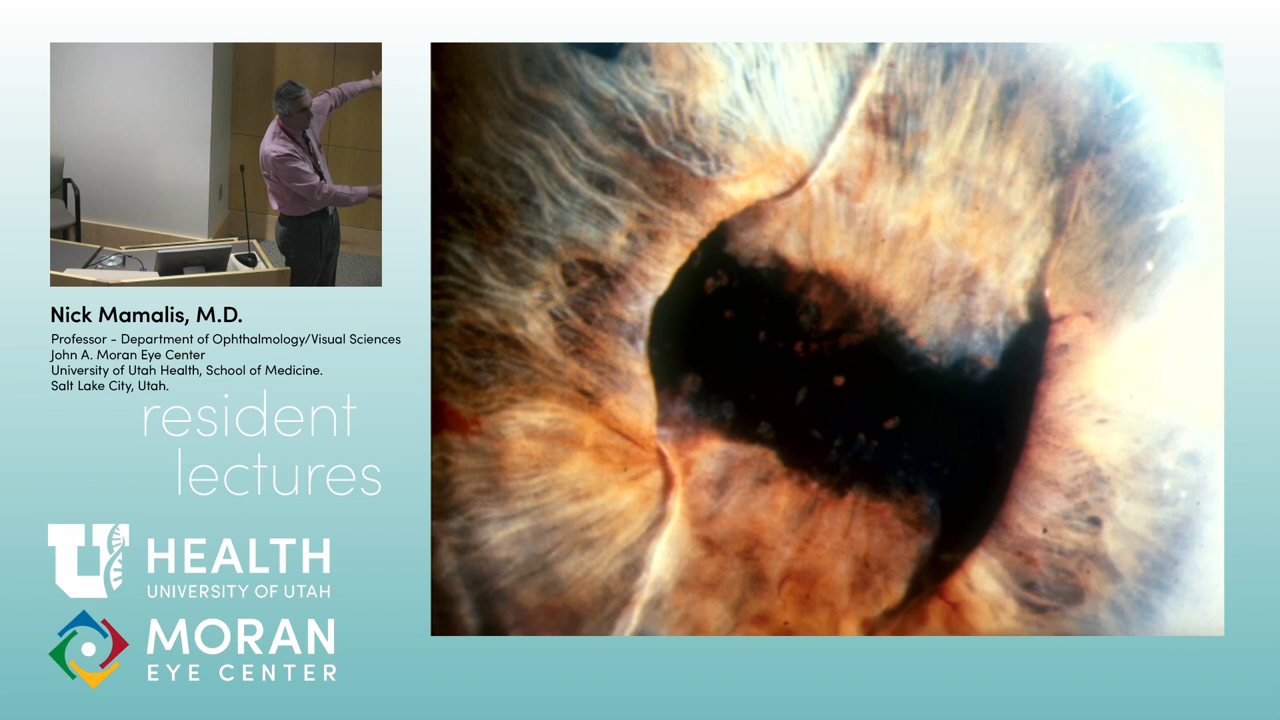 Nick Mamalis, M.D.
Professor - Department of Ophthalmology/Visual Sciences
John A. Moran Eye Center
University of Utah Health, School of Medicine.
Salt Lake City, Utah.
resident
lectures
U HEALTH
UNIVERSITY OF UTAH
MORAN
EYE CENTER